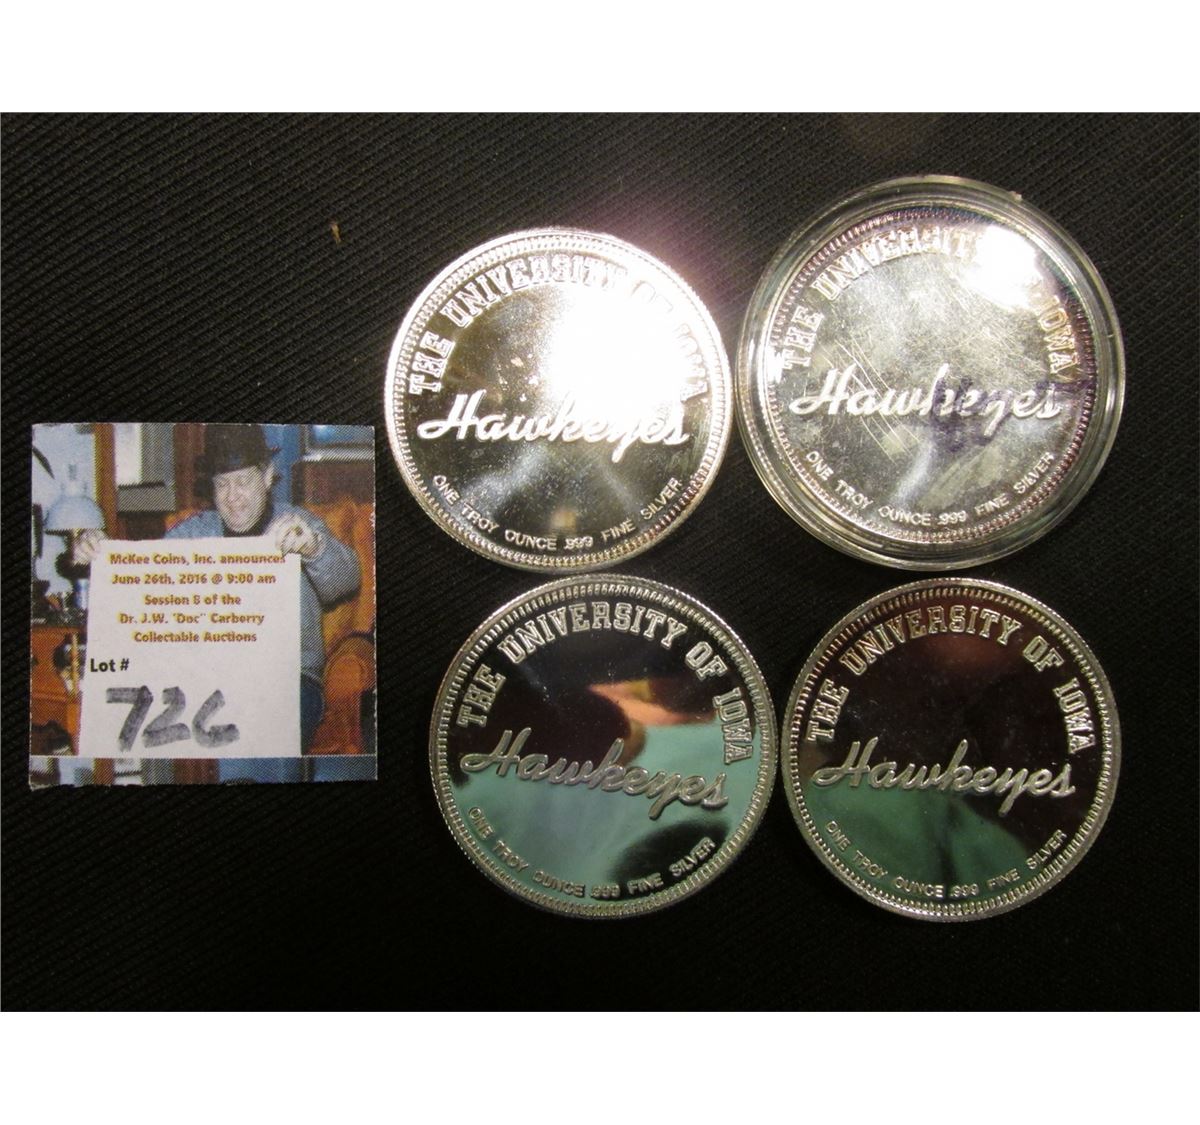 THE UNIVERSITY OF IOWA
Hawkeyes
ONE TROY OUNCE .999 FINE SILVER
THE UNIVERSITY IOWA
Hawkeyes
ONE TROY OUNCE .999 FINE SILVER
McKee Coins, Inc. announces
June 26th, 2016 @ 9:00 am
Session 8 of the
Dr. J.W. "Doc" Carberry
Collectable Auctions
Lot #
726
THE UNIVERSITY OF IOWA
Hawkeyes
ONE TROY OUNCE .999 FINE SILVER
THE UNIVERSITY OF IOWA
Hawkeyes
ONE TROY OUNCE .999 FINE SILVER